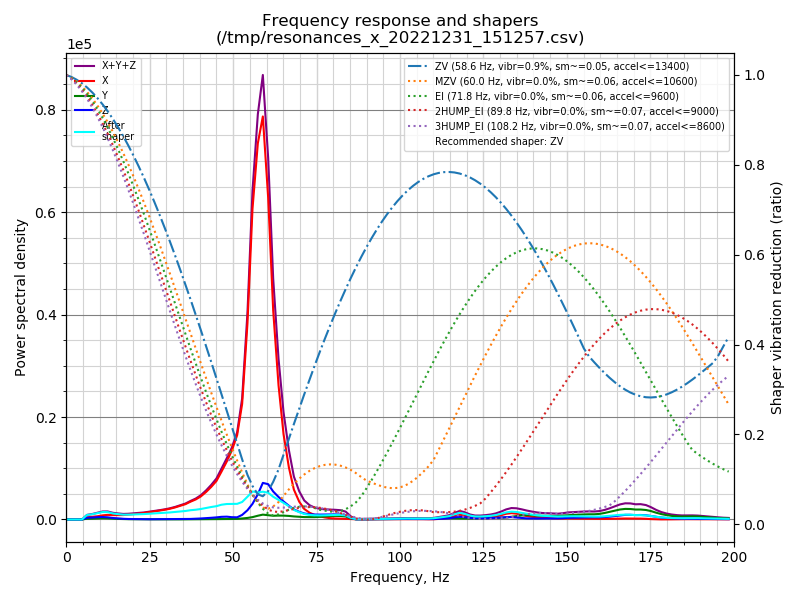 Frequency response and shapers
(/tmp/resonances_x_20221231_151257.csv)
1e5
X+Y+Z
X
Y
Z
After
shaper
ZV (58.6 Hz, vibr=0.9%, sm~=0.05, accel<=13400)
MZV (60.0 Hz, vibr=0.0%, sm~=0.06, accel<=10600)
EI (71.8 Hz, vibr=0.0%, sm~=0.06, accel<=9600)
2HUMP_EI (89.8 Hz, vibr=0.0%, sm~=0.07, accel<=9000)
3HUMP_EI (108.2 Hz, vibr=0.0%, sm~=0.07, accel<=8600)
Recommended shaper: ZV
Power spectral density
0.8
0.6
0.4
0.2
0.0
0 25 50 75 100 125 150 175 200
Frequency, Hz
1.0
0.8
0.6
0.4
0.2
0.0
Shaper vibration reduction (ratio)